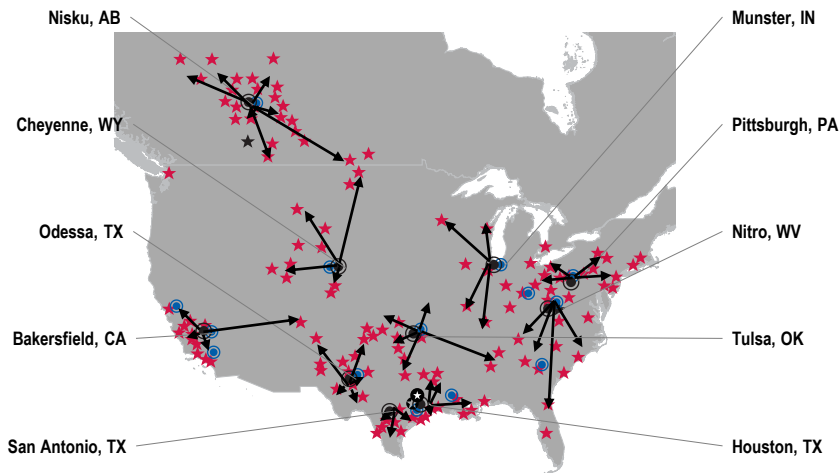 Nisku, AB
Munster, IN
Cheyenne, WY
Pittsburgh, PA
Odessa, TX
Nitro, WV
Bakersfield, CA
Tulsa, OK
San Antonio, TX
Houston, TX